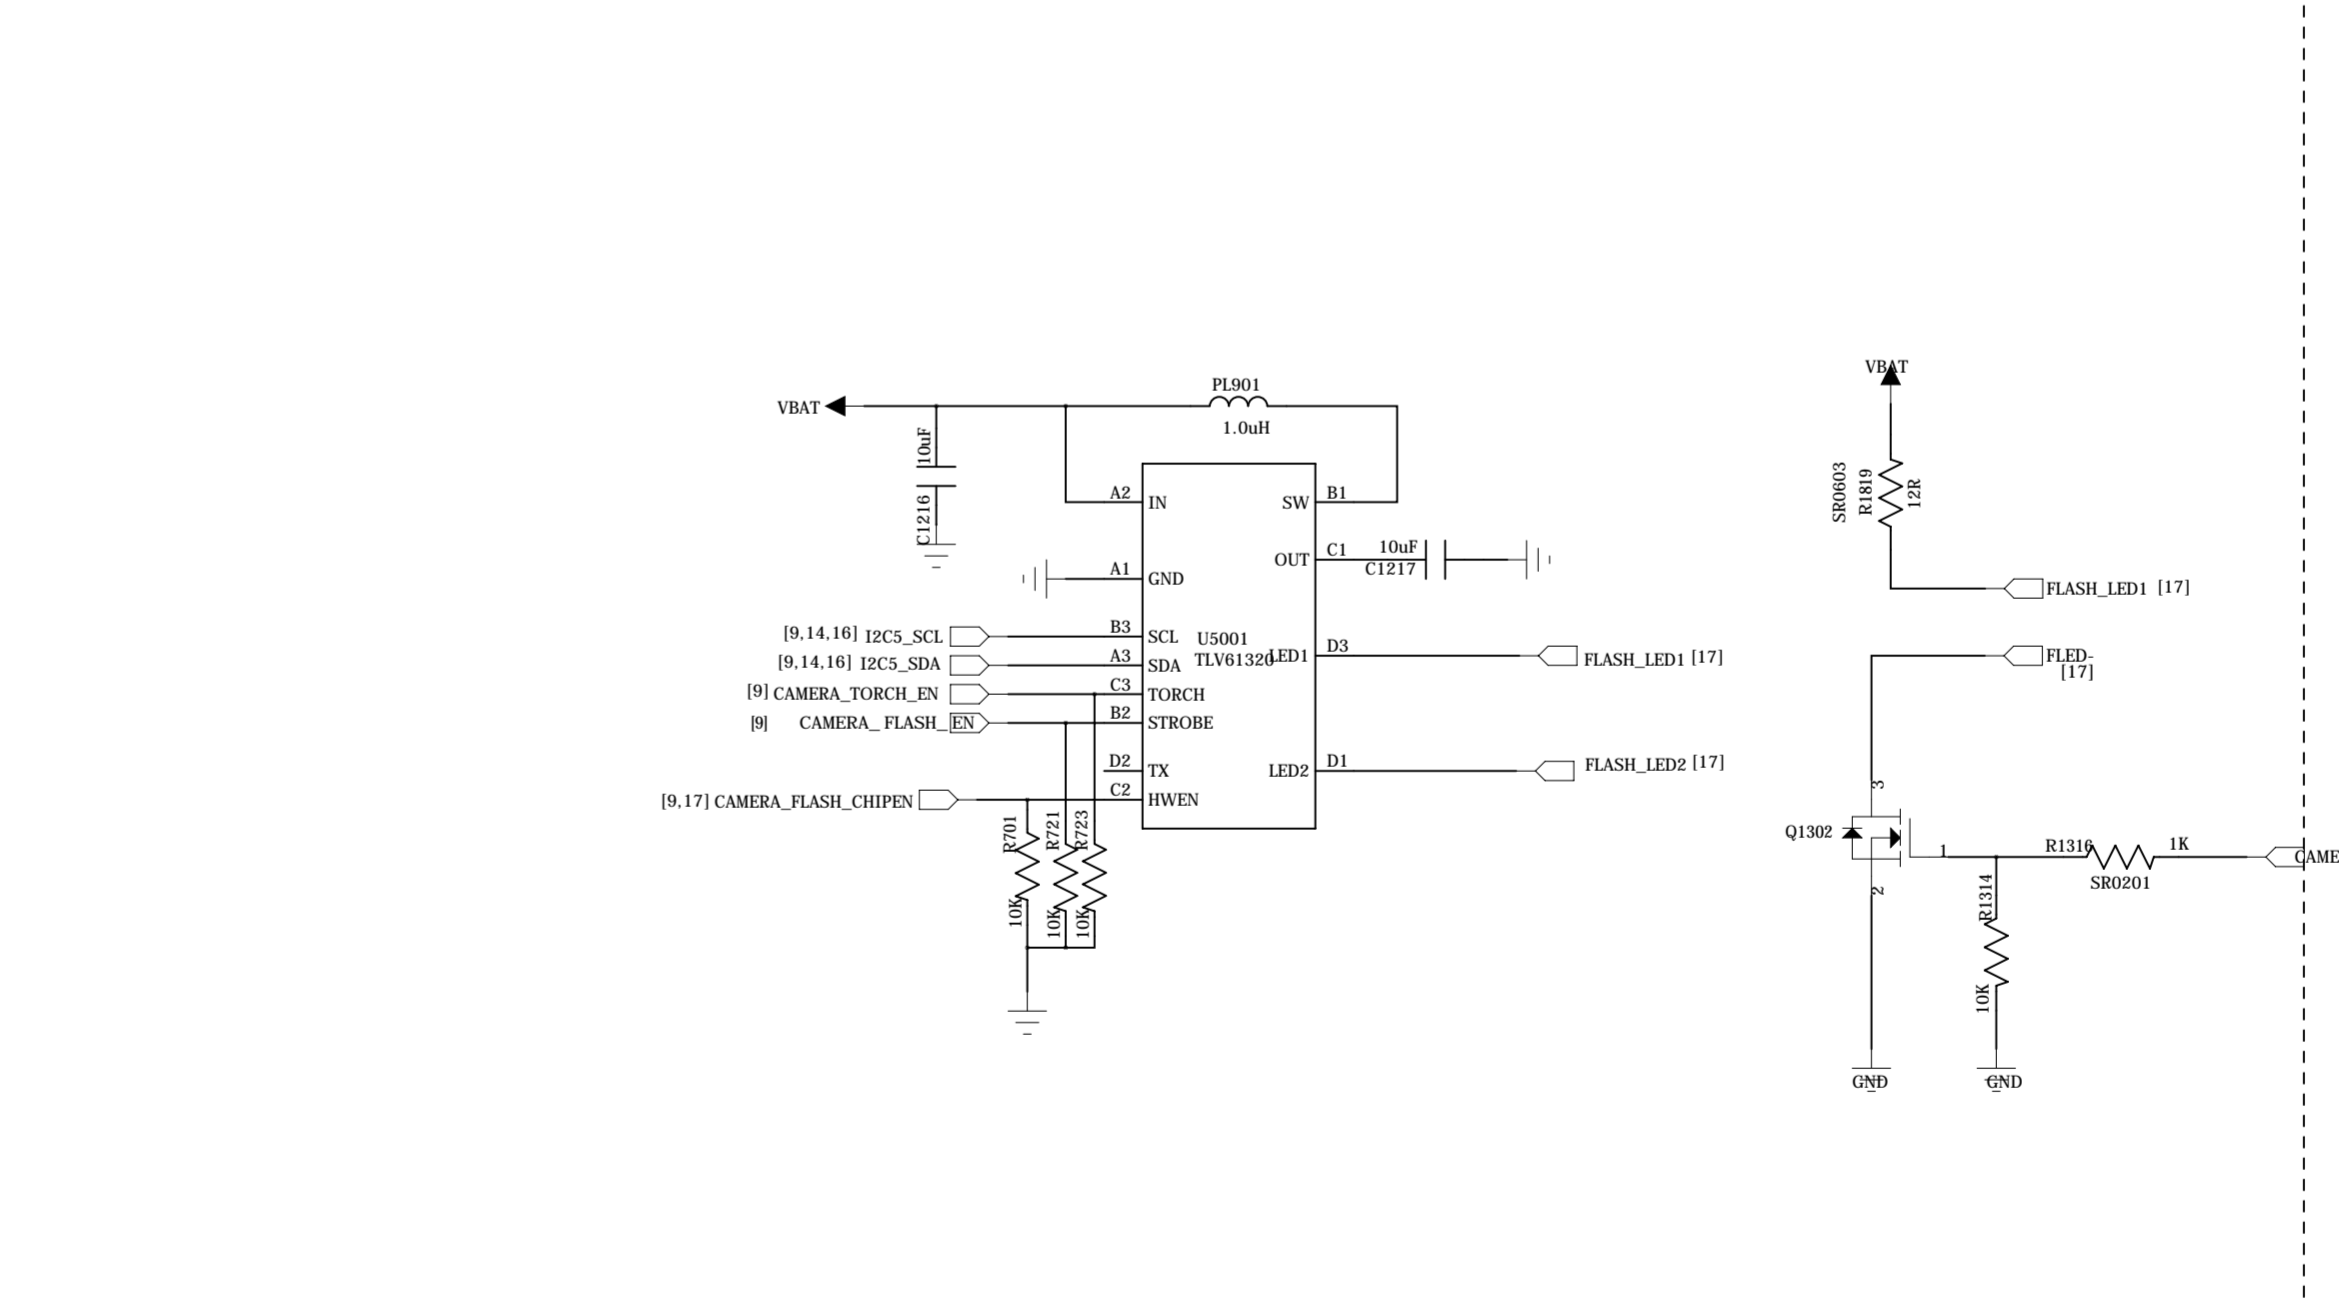 VBAT
PL901
1.0uH
10uF
C1216
A2
IN
SW
B1
OUT
C1
10uF
C1217
A1
GND
[9,14,16] I2C5_SCL
B3
SCL
[9,14,16] I2C5_SDA
A3
SDA
U5001
TLV61320
LED1
D3
FLASH_LED1 [17]
[9] CAMERA_TORCH_EN
C3
TORCH
[9] CAMERA_ FLASH_ EN
B2
STROBE
D2
TX
LED2
D1
FLASH_LED2 [17]
[9,17] CAMERA_FLASH_CHIPEN
C2
HWEN
R701
R721
R723
10K
10K
10K
VBAT
SR0603
R1819
12R
FLASH_LED1 [17]
FLED-
[17]
3
Q1302
1
2
R1316
1K
SR0201
CAME
R1314
10K
GND
GND